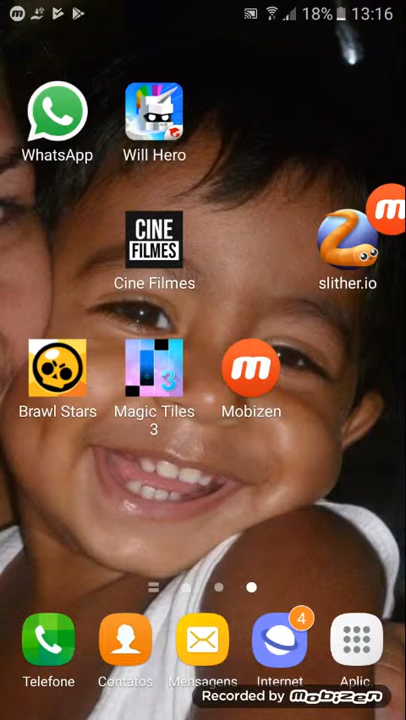 18% 13:16
WhatsApp
Will Hero
CINE
FILMES
Cine Filmes
slither.io
Brawl Stars
3
Magic Tiles
3
Mobizen
4
Telefone
Contatos
Mensagens
Internet
Aplic.
Recorded by mobizen